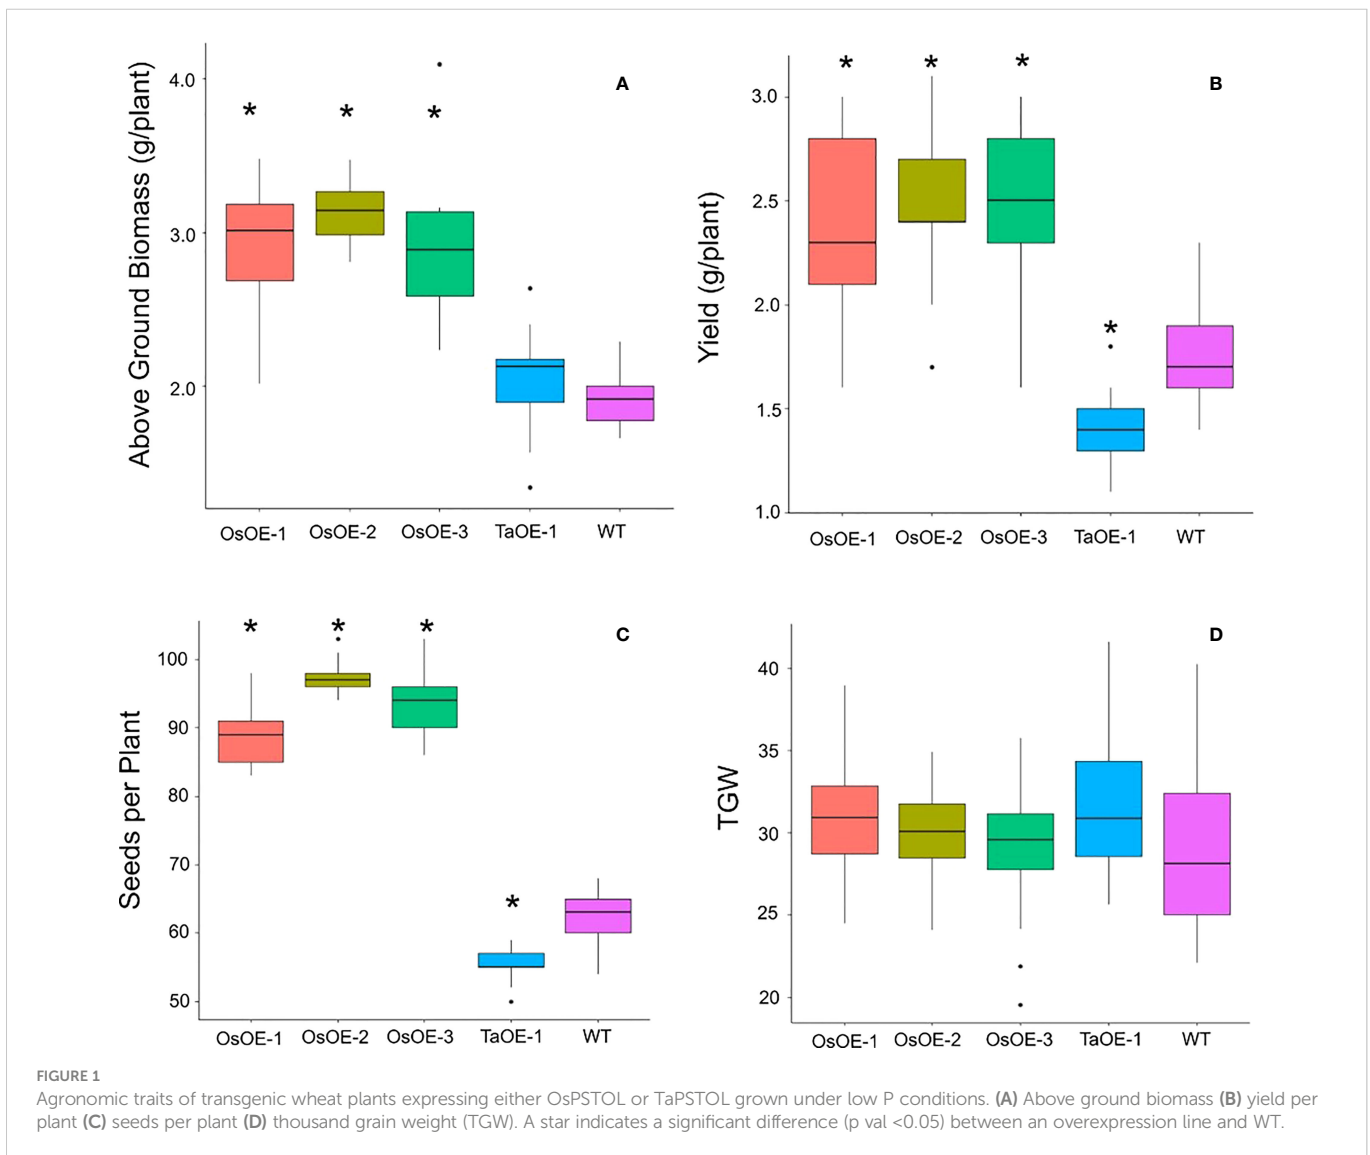 A
*
*
*
Above Ground Biomass (g/plant)
4.0
3.0
2.0
OsOE-1 OsOE-2 OsOE-3 TaOE-1 WT
B
*
*
*
*
Yield (g/plant)
3.0
2.5
2.0
1.5
1.0
OsOE-1 OsOE-2 OsOE-3 TaOE-1 WT
C
*
*
*
*
Seeds per Plant
100
90
80
70
60
50
OsOE-1 OsOE-2 OsOE-3 TaOE-1 WT
D
TGW
40
35
30
25
20
OsOE-1 OsOE-2 OsOE-3 TaOE-1 WT
FIGURE 1
Agronomic traits of transgenic wheat plants expressing either OsPSTOL or TaPSTOL grown under low P conditions. (A) Above ground biomass (B) yield per
plant (C) seeds per plant (D) thousand grain weight (TGW). A star indicates a significant difference (p val <0.05) between an overexpression line and WT.